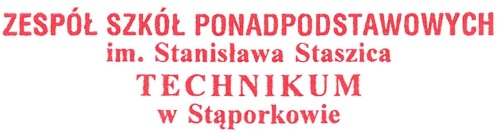 ZESPÓŁ SZKÓŁ PONADPODSTAWOWYCH
im. Stanisława Staszica
TECHNIKUM
w Stąporkowie